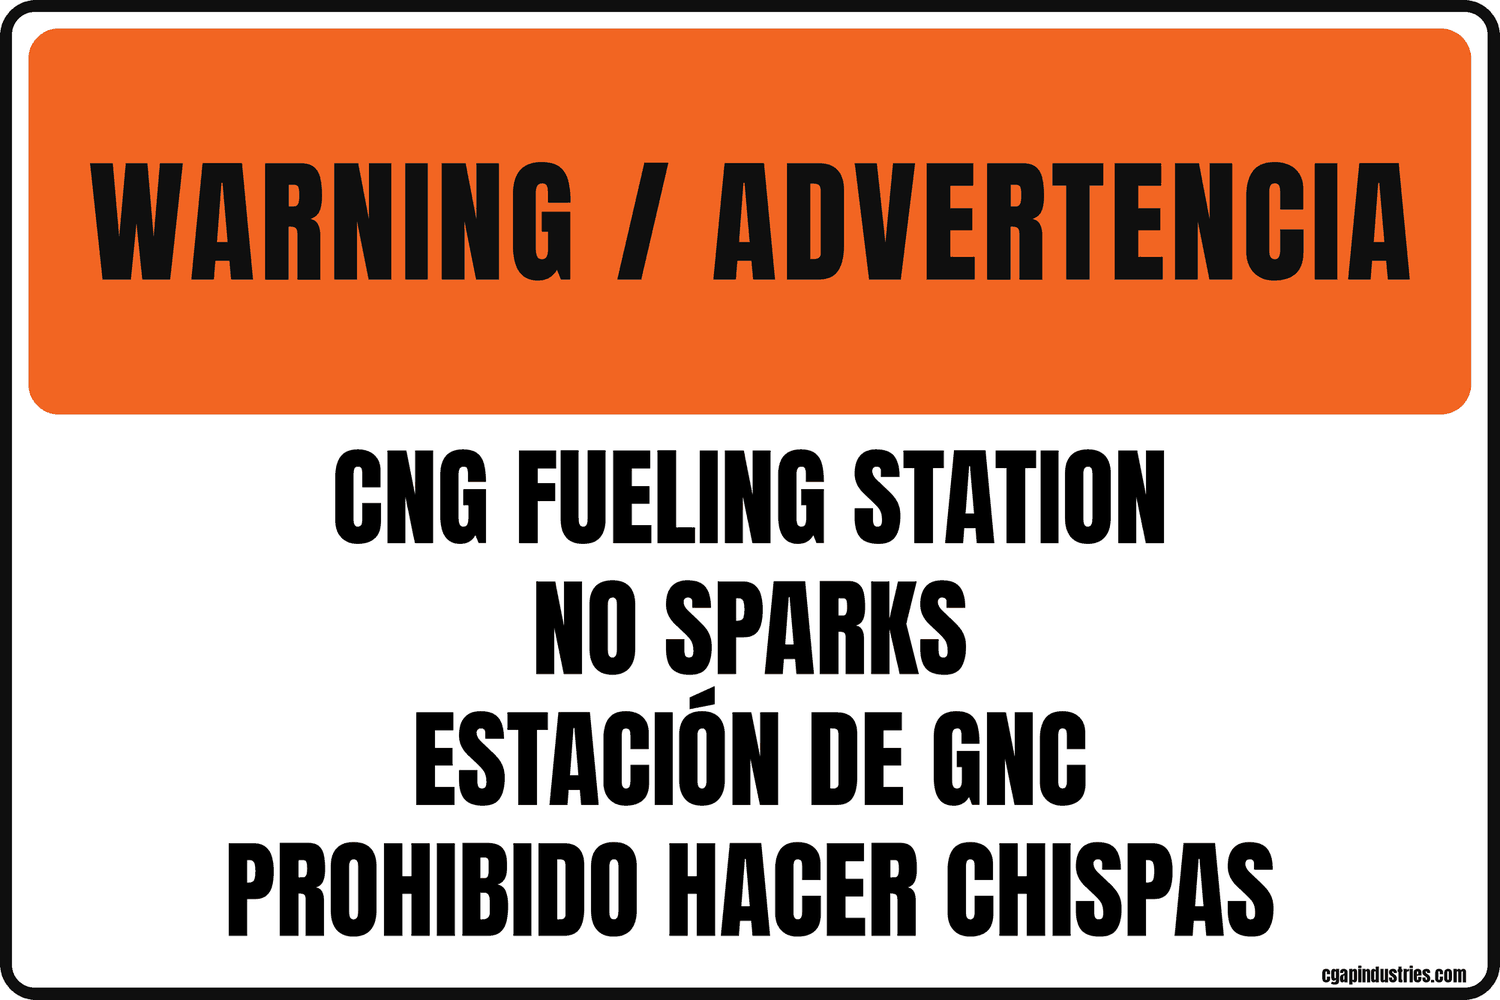 WARNING / ADVERTENCIA
CNG FUELING STATION
NO SPARKS
ESTACIÓN DE GNC
PROHIBIDO HACER CHISPAS
cgapindustries.com